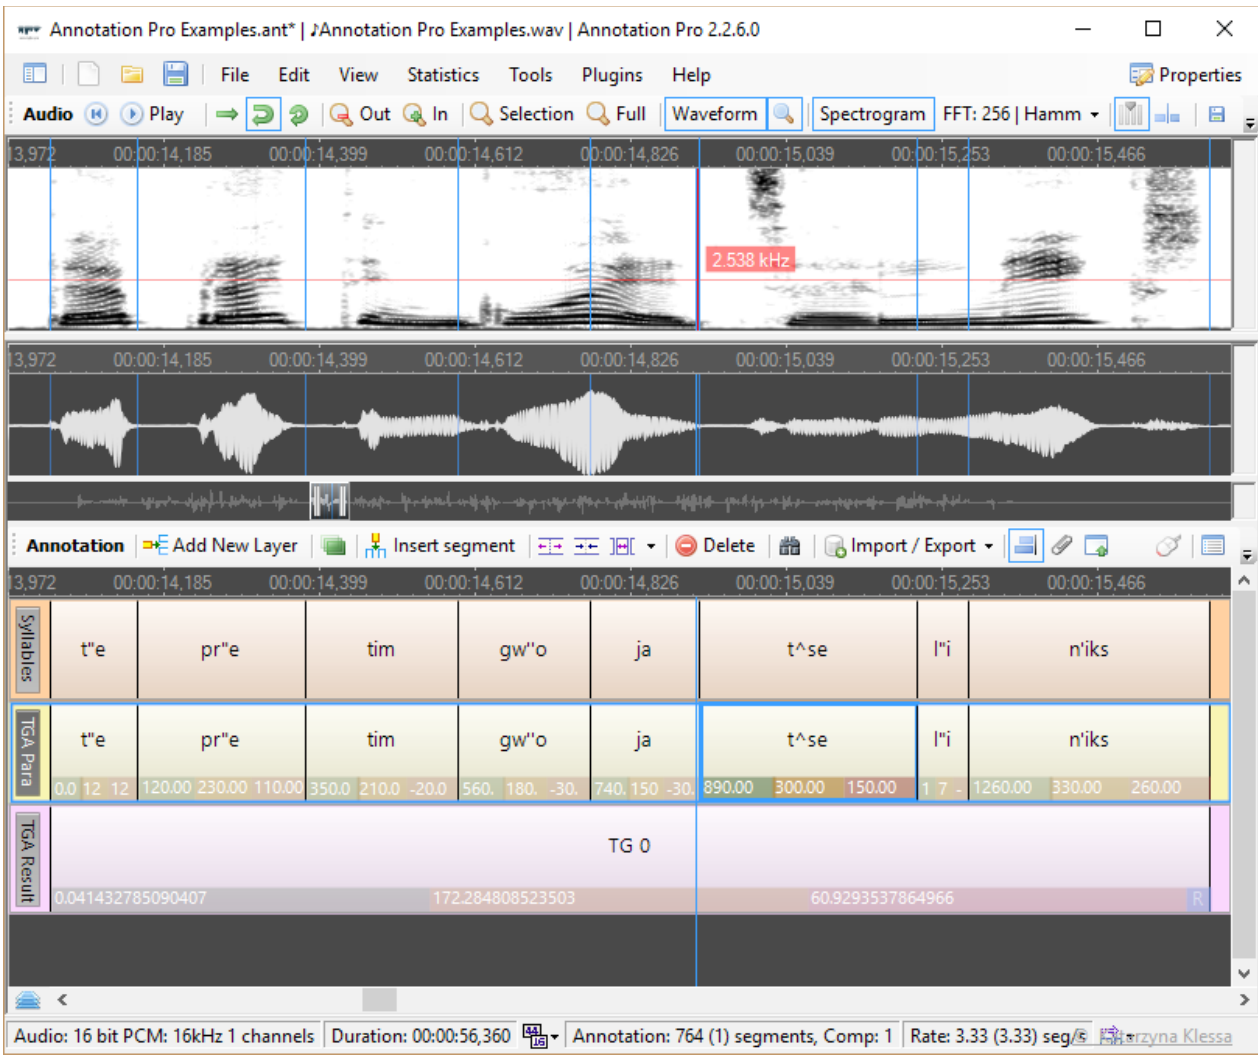 Annotation Pro Examples.ant* | ♪Annotation Pro Examples.wav | Annotation Pro 2.2.6.0
File Edit View Statistics Tools Plugins Help Properties
Audio Play Out In Selection Full Waveform Spectrogram FFT: 256 | Hamm
13,972 00:00:14,185 00:00:14,399 00:00:14,612 00:00:14,826 00:00:15,039 00:00:15,253 00:00:15,466
2.538 kHz
13,972 00:00:14,185 00:00:14,399 00:00:14,612 00:00:14,826 00:00:15,039 00:00:15,253 00:00:15,466
Annotation Add New Layer Insert segment Delete Import / Export
13,972 00:00:14,185 00:00:14,399 00:00:14,612 00:00:14,826 00:00:15,039 00:00:15,253 00:00:15,466
Syllables t"e pr"e tim gw"o ja t^se l"i n'iks
TGA Para t"e pr"e tim gw"o ja t^se l"i n'iks
0.0 12 12 120.00 230.00 110.00 350.0 210.0 -20.0 560. 180. -30. 740. 150 -30. 890.00 300.00 150.00 1 7 - 1260.00 330.00 260.00
TGA Result TG 0
0.041432785090407 172.284808523503 60.9293537864966 R
Audio: 16 bit PCM: 16kHz 1 channels Duration: 00:00:56,360 Annotation: 764 (1) segments, Comp: 1 Rate: 3.33 (3.33) seg/s